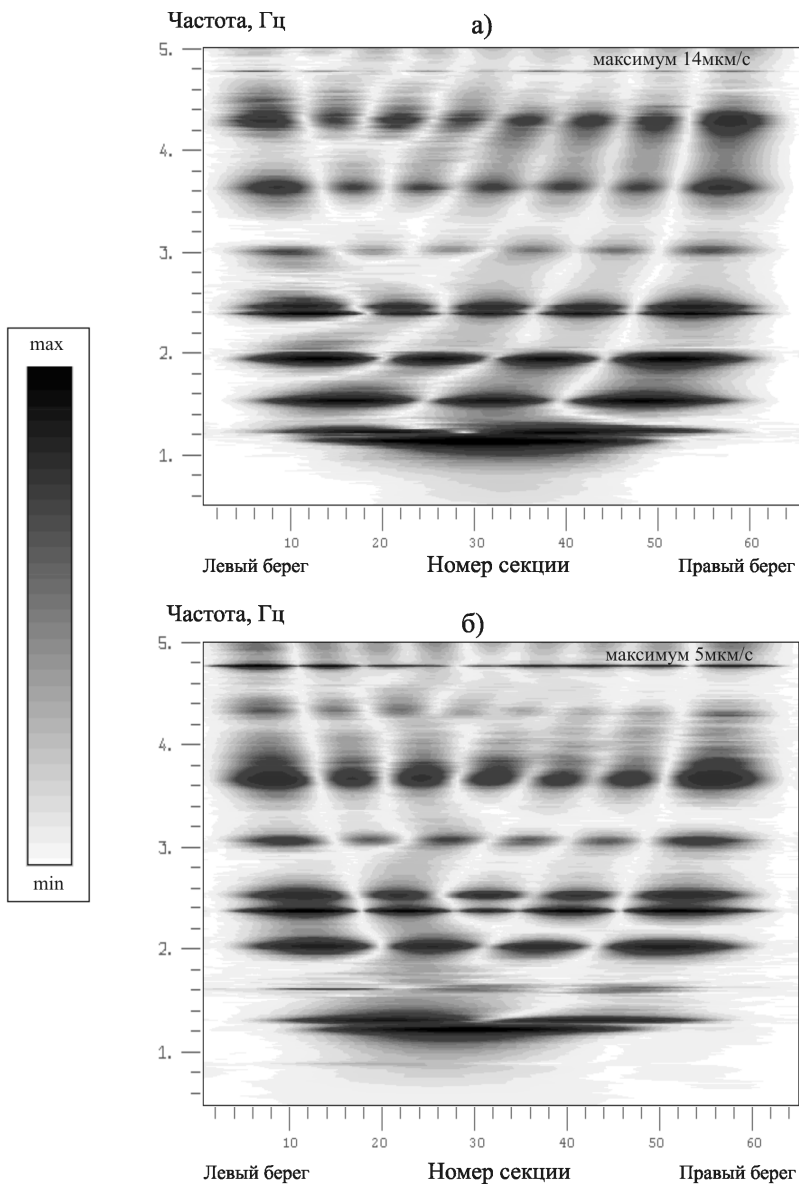 Частота, Гц
а)
максимум 14мкм/с
5.
4.
3.
2.
1.
10 20 30 40 50 60
Левый берег Номер секции Правый берег
max
min
Частота, Гц
б)
максимум 5мкм/с
5.
4.
3.
2.
1.
10 20 30 40 50 60
Левый берег Номер секции Правый берег